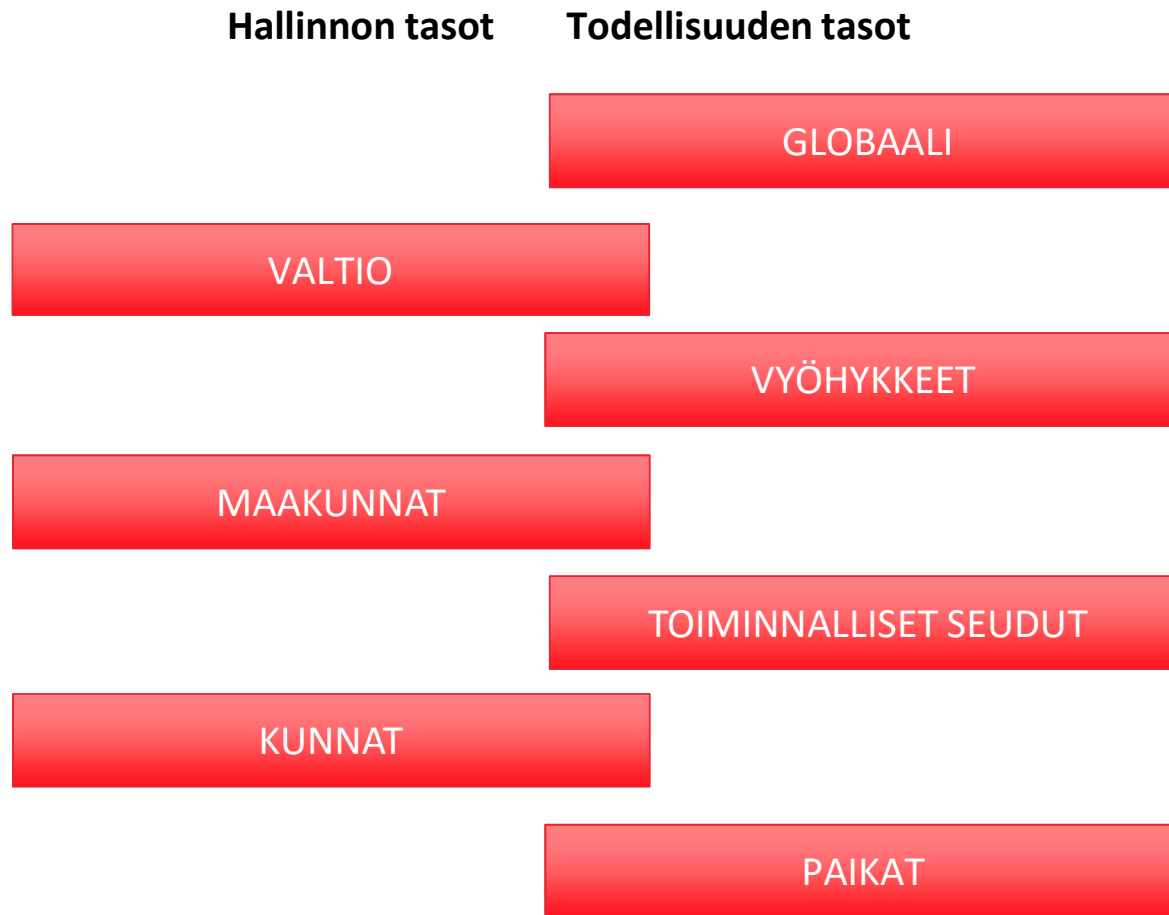 Hallinnon tasot Todellisuuden tasot
GLOBAALI
VALTIO
VYÖHYKKEET
MAAKUNNAT
TOIMINNALLISET SEUDUT
KUNNAT
PAIKAT